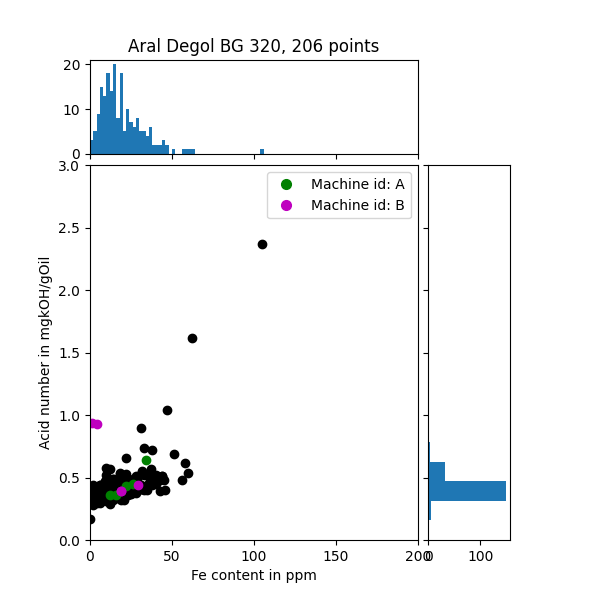 Aral Degol BG 320, 206 points
20
10
0
3.0
2.5
2.0
1.5
1.0
0.5
0.0
Acid number in mgkOH/gOil
Machine id: A
Machine id: B
0 50 100 150 200
0 100
Fe content in ppm